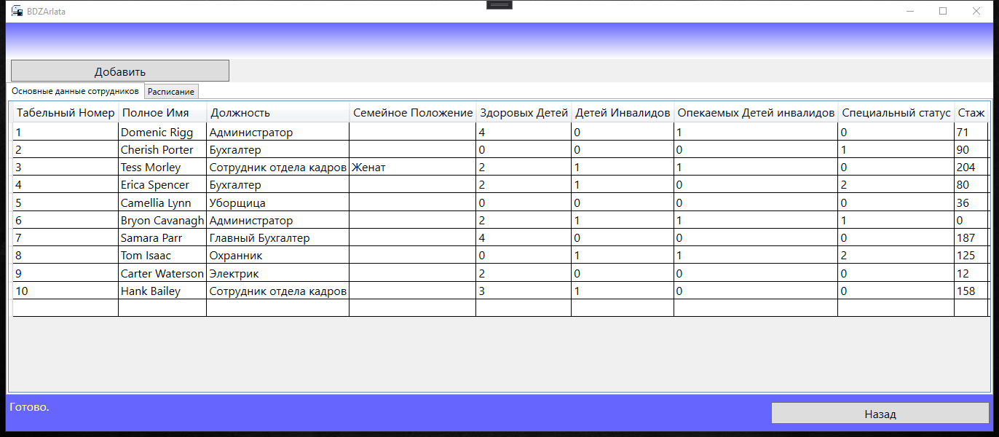 BDZArlata
Добавить
Основные данные сотрудников Расписание
Табельный Номер Полное Имя Должность Семейное Положение Здоровых Детей Детей Инвалидов Опекаемых Детей инвалидов Специальный статус Стаж
1 Domenic Rigg Администратор 4 0 1 0 71
2 Cherish Porter Бухгалтер 0 0 0 1 90
3 Tess Morley Сотрудник отдела кадров Женат 2 1 1 0 204
4 Erica Spencer Бухгалтер 2 1 0 2 80
5 Camellia Lynn Уборщица 0 0 0 0 36
6 Bryon Cavanagh Администратор 2 1 1 1 0
7 Samara Parr Главный Бухгалтер 4 0 0 0 187
8 Tom Isaac Охранник 0 1 1 2 125
9 Carter Waterson Электрик 2 0 0 0 12
10 Hank Bailey Сотрудник отдела кадров 3 1 0 0 158
Готово.
Назад